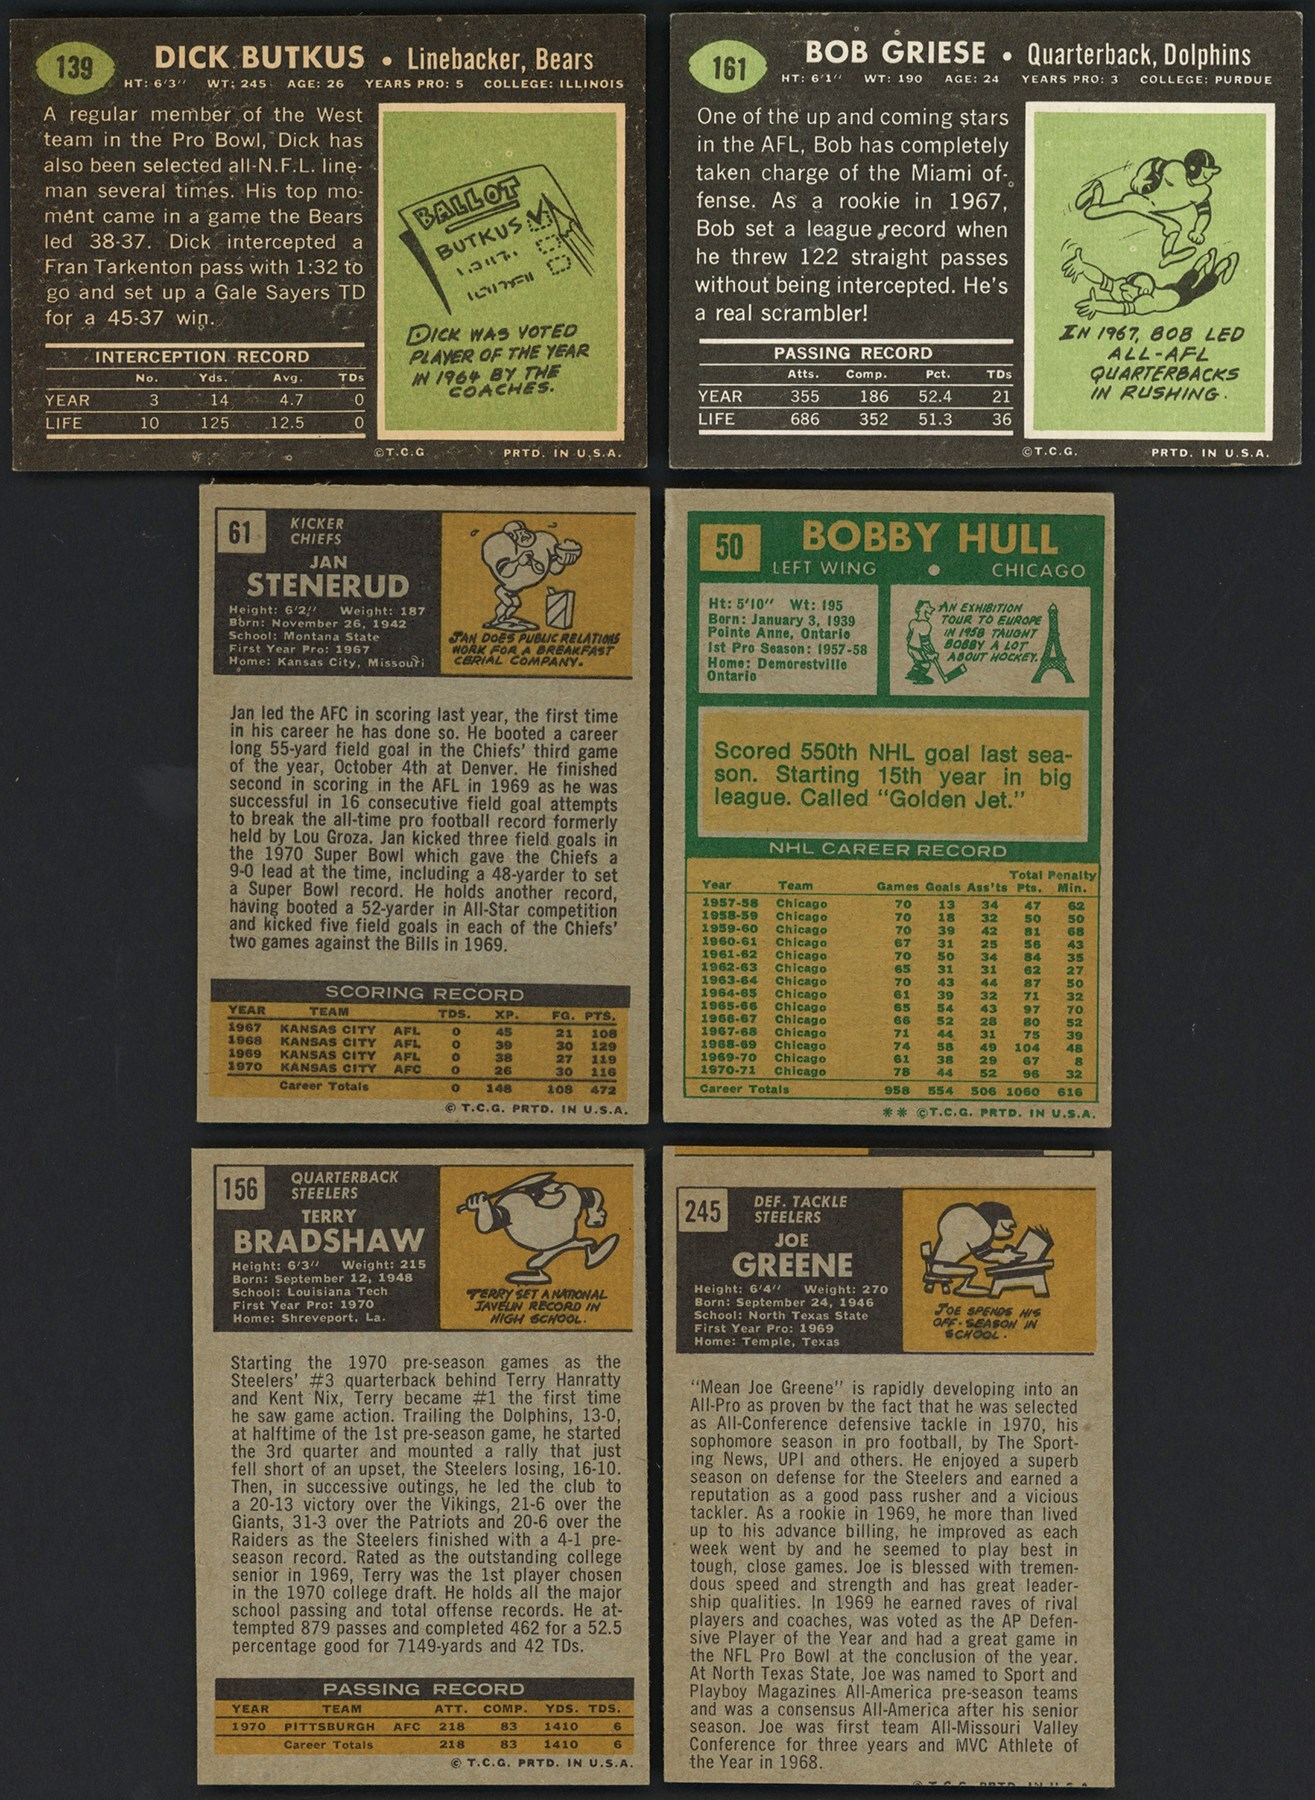 139 DICK BUTKUS • Linebacker, Bears
HT: 6'3" WT: 245 AGE: 26 YEARS PRO: 5 COLLEGE: ILLINOIS
A regular member of the West
team in the Pro Bowl, Dick has
also been selected all-N.F.L. line-
man several times. His top mo-
ment came in a game the Bears
led 38-37. Dick intercepted a
Fran Tarkenton pass with 1:32 to
go and set up a Gale Sayers TD
for a 45-37 win.
BALLOT
BUTKUS
DICK WAS VOTED
PLAYER OF THE YEAR
IN 1964 BY THE
COACHES.
INTERCEPTION RECORD
No. Yds. Avg. TDs
YEAR 3 14 4.7 0
LIFE 10 125 12.5 0
©T.C.G PRTD. IN U.S.A.
161 BOB GRIESE • Quarterback, Dolphins
HT: 6'1" WT: 190 AGE: 24 YEARS PRO: 3 COLLEGE: PURDUE
One of the up and coming stars
in the AFL, Bob has completely
taken charge of the Miami of-
fense. As a rookie in 1967,
Bob set a league record when
he threw 122 straight passes
without being intercepted. He's
a real scrambler!
IN 1967, BOB LED
ALL-AFL
QUARTERBACKS
IN RUSHING.
PASSING RECORD
Atts. Comp. Pct. TDs
YEAR 355 186 52.4 21
LIFE 686 352 51.3 36
©T.C.G. PRTD. IN U.S.A.
61 KICKER
CHIEFS
JAN
STENERUD
Height: 6'2" Weight: 187
Born: November 26, 1942
School: Montana State
First Year Pro: 1967
Home: Kansas City, Missouri
JAN DOES PUBLIC RELATIONS
WORK FOR A BREAKFAST
CERIAL COMPANY.
Jan led the AFC in scoring last year, the first time
in his career he has done so. He booted a career
long 55-yard field goal in the Chiefs' third game
of the year, October 4th at Denver. He finished
second in scoring in the AFL in 1969 as he was
successful in 16 consecutive field goal attempts
to break the all-time pro football record formerly
held by Lou Groza. Jan kicked three field goals in
the 1970 Super Bowl which gave the Chiefs a
9-0 lead at the time, including a 48-yarder to set
a Super Bowl record. He holds another record,
having booted a 52-yarder in All-Star competition
and kicked five field goals in each of the Chiefs'
two games against the Bills in 1969.
SCORING RECORD
YEAR TEAM TDS. XP. FG. PTS.
1967 KANSAS CITY AFL 0 45 21 108
1968 KANSAS CITY AFL 0 39 30 129
1969 KANSAS CITY AFL 0 38 27 119
1970 KANSAS CITY AFC 0 26 30 116
Career Totals 0 148 108 472
© T.C.G. PRTD. IN U.S.A.
50 BOBBY HULL
LEFT WING • CHICAGO
Ht: 5'10" Wt: 195
Born: January 3, 1939
Pointe Anne, Ontario
1st Pro Season: 1957-58
Home: Demorestville
Ontario
AN EXHIBITION
TOUR TO EUROPE
IN 1958 TAUGHT
BOBBY A LOT
ABOUT HOCKEY.
Scored 550th NHL goal last sea-
son. Starting 15th year in big
league. Called "Golden Jet."
NHL CAREER RECORD
Total Penalty
Year Team Games Goals Ass'ts Pts. Min.
1957-58 Chicago 70 13 34 47 62
1958-59 Chicago 70 18 32 50 50
1959-60 Chicago 70 39 42 81 68
1960-61 Chicago 67 31 25 56 43
1961-62 Chicago 70 50 34 84 35
1962-63 Chicago 65 31 31 62 27
1963-64 Chicago 70 43 44 87 50
1964-65 Chicago 61 39 32 71 32
1965-66 Chicago 65 54 43 97 70
1966-67 Chicago 66 52 28 80 52
1967-68 Chicago 71 44 31 75 39
1968-69 Chicago 74 58 49 104 48
1969-70 Chicago 61 38 29 67 8
1970-71 Chicago 78 44 52 96 32
Career Totals 958 554 506 1060 616
** ©T.C.G. PRTD. IN U.S.A.
156 QUARTERBACK
STEELERS
TERRY
BRADSHAW
Height: 6'3" Weight: 215
Born: September 12, 1948
School: Louisiana Tech
First Year Pro: 1970
Home: Shreveport, La.
TERRY SET A NATIONAL
JAVELIN RECORD IN
HIGH SCHOOL.
Starting the 1970 pre-season games as the
Steelers' #3 quarterback behind Terry Hanratty
and Kent Nix, Terry became #1 the first time
he saw game action. Trailing the Dolphins, 13-0,
at halftime of the 1st pre-season game, he started
the 3rd quarter and mounted a rally that just
fell short of an upset, the Steelers losing, 16-10.
Then, in successive outings, he led the club to
a 20-13 victory over the Vikings, 21-6 over the
Giants, 31-3 over the Patriots and 20-6 over the
Raiders as the Steelers finished with a 4-1 pre-
season record. Rated as the outstanding college
senior in 1969, Terry was the 1st player chosen
in the 1970 college draft. He holds all the major
school passing and total offense records. He at-
tempted 879 passes and completed 462 for a 52.5
percentage good for 7149-yards and 42 TDs.
PASSING RECORD
YEAR TEAM ATT. COMP. YDS. TDS.
1970 PITTSBURGH AFC 218 83 1410 6
Career Totals 218 83 1410 6
© T.C.G. PRTD. IN U.S.A.
245 DEF. TACKLE
STEELERS
JOE
GREENE
Height: 6'4" Weight: 270
Born: September 24, 1946
School: North Texas State
First Year Pro: 1969
Home: Temple, Texas
JOE SPENDS HIS
OFF-SEASON IN
SCHOOL.
"Mean Joe Greene" is rapidly developing into an
All-Pro as proven by the fact that he was selected
as All-Conference defensive tackle in 1970, his
sophomore season in pro football, by The Sport-
ing News, UPI and others. He enjoyed a superb
season on defense for the Steelers and earned a
reputation as a good pass rusher and a vicious
tackler. As a rookie in 1969, he more than lived
up to his advance billing, he improved as each
week went by and he seemed to play best in
tough, close games. Joe is blessed with tremen-
dous speed and strength and has great leader-
ship qualities. In 1969 he earned raves of rival
players and coaches, was voted as the AP Defen-
sive Player of the Year and had a great game in
the NFL Pro Bowl at the conclusion of the year.
At North Texas State, Joe was named to Sport and
Playboy Magazines All-America pre-season teams
and was a consensus All-America after his senior
season. Joe was first team All-Missouri Valley
Conference for three years and MVC Athlete of
the Year in 1968.